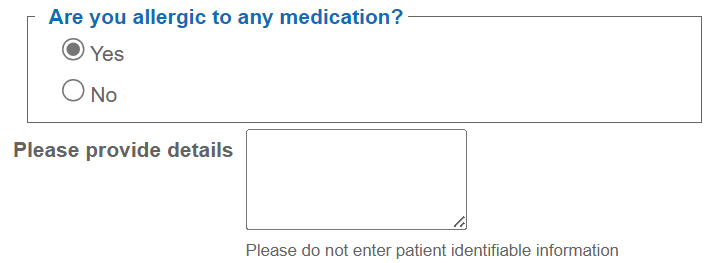 Are you allergic to any medication?
Yes
No
Please provide details
Please do not enter patient identifiable information